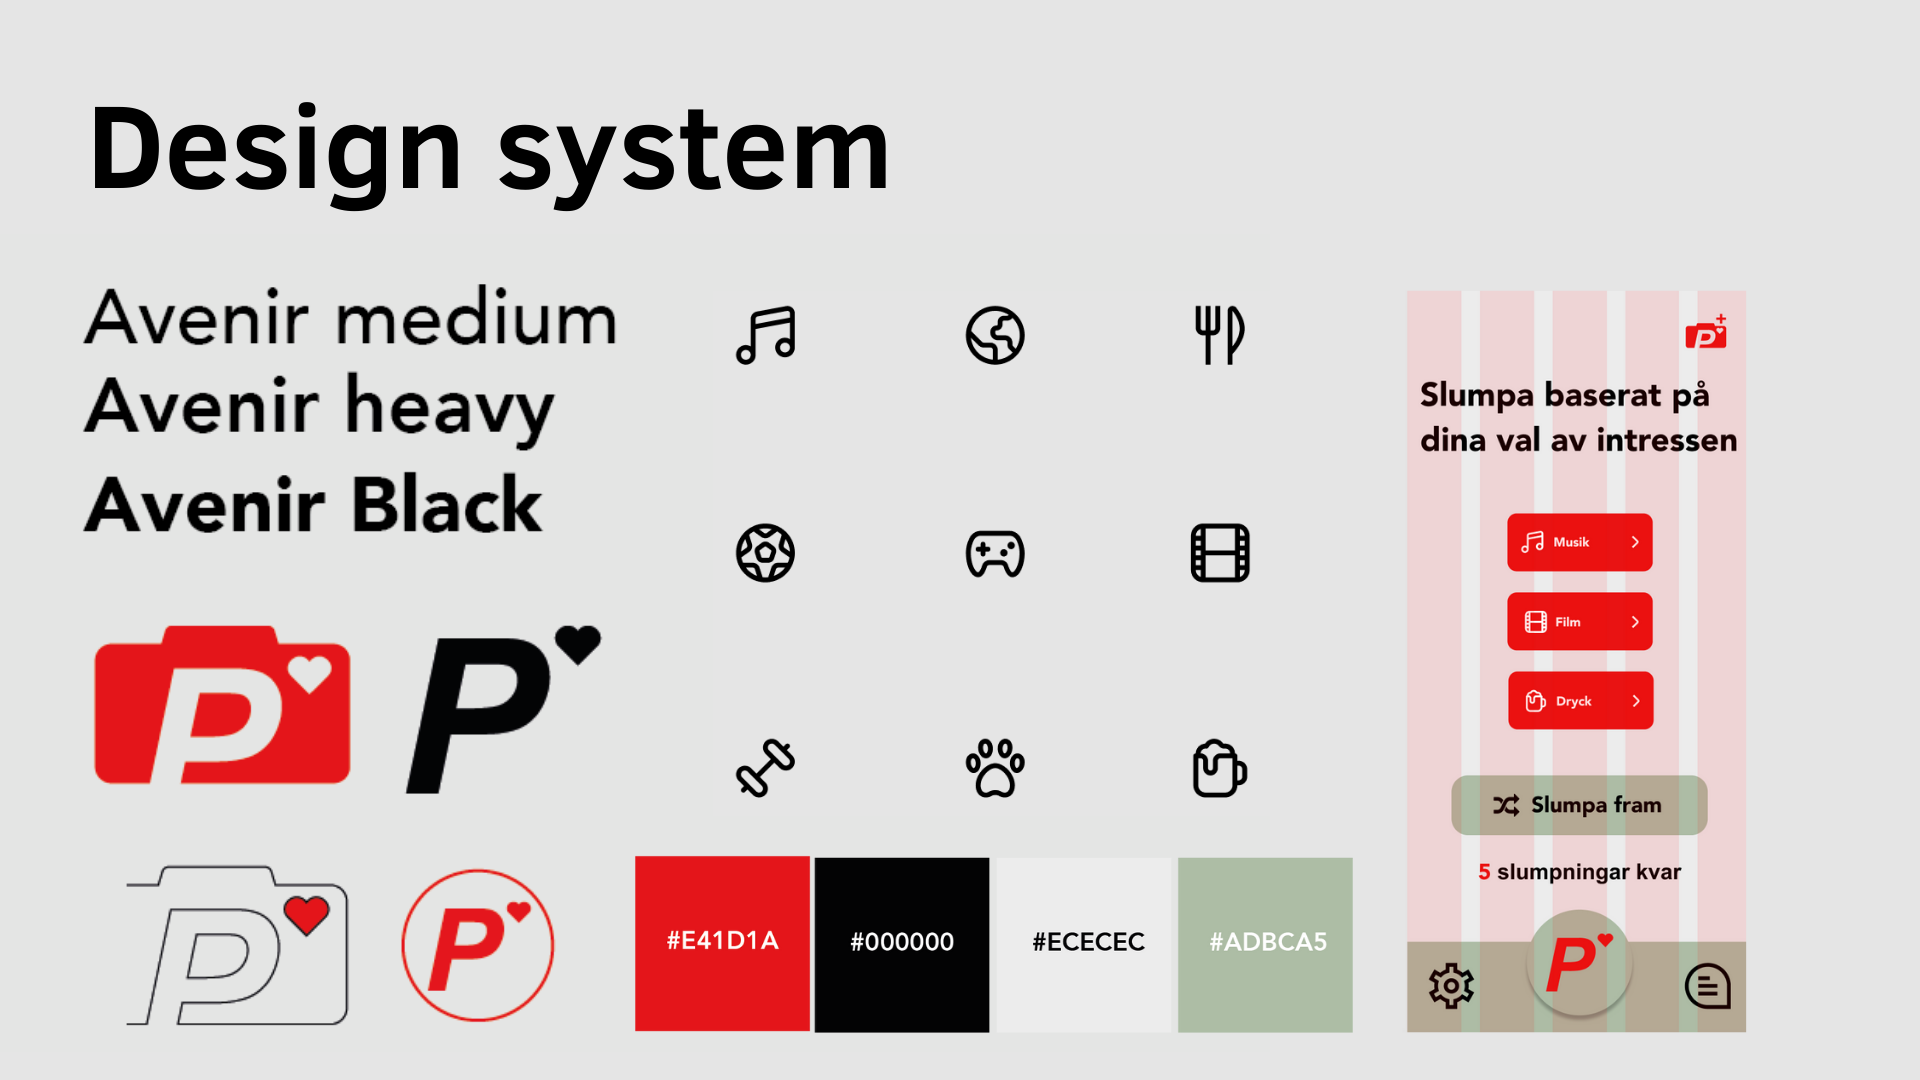 Design system
Avenir medium
Avenir heavy
Avenir Black
P
P
P
P
#E41D1A
#000000
#ECECEC
#ADBCA5
P
Slumpa baserat på
dina val av intressen
Musik
Film
Dryck
Slumpa fram
5 slumpningar kvar
P